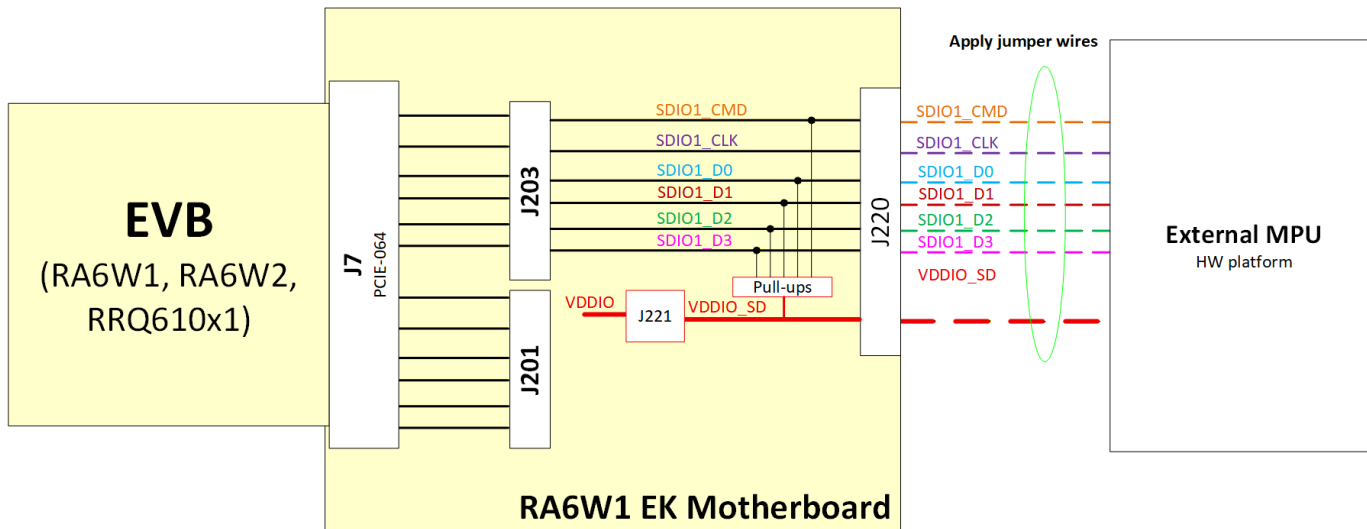 Apply jumper wires
EVB
(RA6W1, RA6W2,
RRQ610x1)
J7
PCIE-064
J203
J201
SDIO1_CMD
SDIO1_CLK
SDIO1_D0
SDIO1_D1
SDIO1_D2
SDIO1_D3
Pull-ups
VDDIO
J221
VDDIO_SD
J220
SDIO1_CMD
SDIO1_CLK
SDIO1_D0
SDIO1_D1
SDIO1_D2
SDIO1_D3
VDDIO_SD
External MPU
HW platform
RA6W1 EK Motherboard